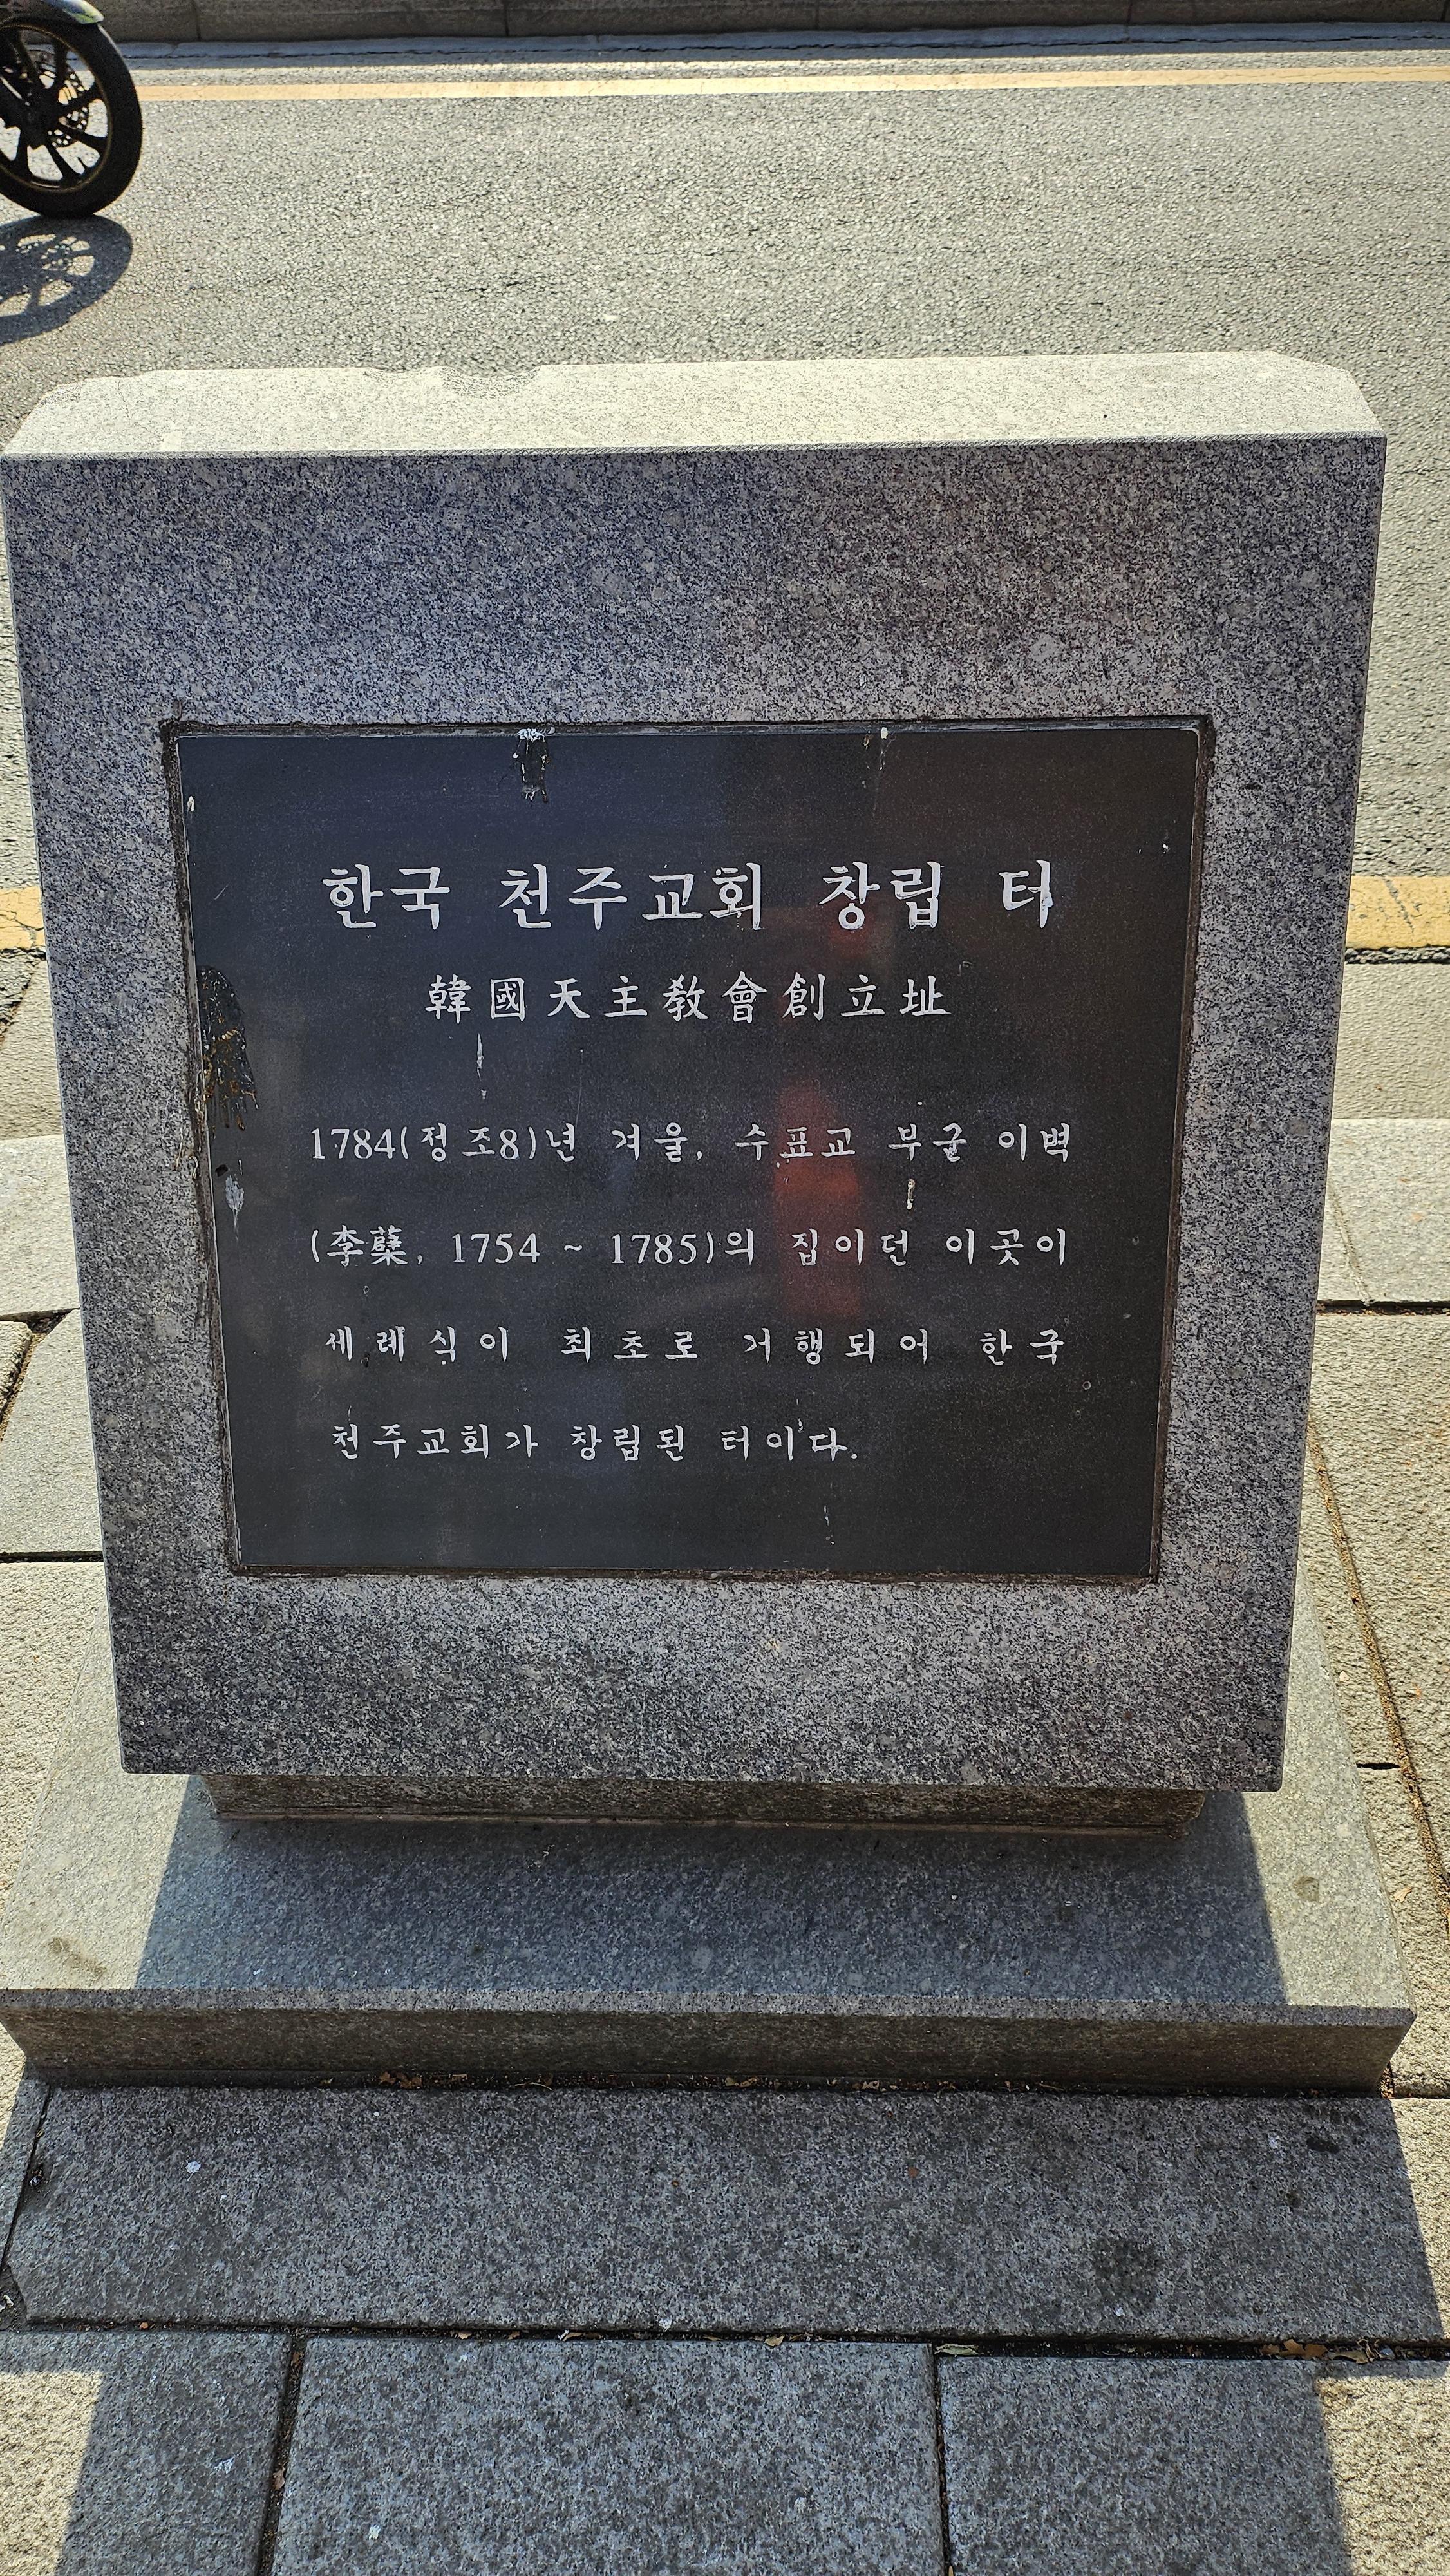 한국 천주교회 창립 터
韓國天主敎會創立址
1784(정조8)년 겨울, 수표교 부근 이벽
(李蘗, 1754 ~ 1785)의 집이던 이곳이
세례식이 최초로 거행되어 한국
천주교회가 창립된 터이다.